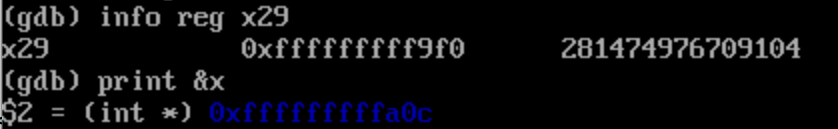 (gdb) info reg x29
x29            0xfffffffff9f0      281474976709104
(gdb) print &x
$2 = (int *) 0xfffffffffa0c